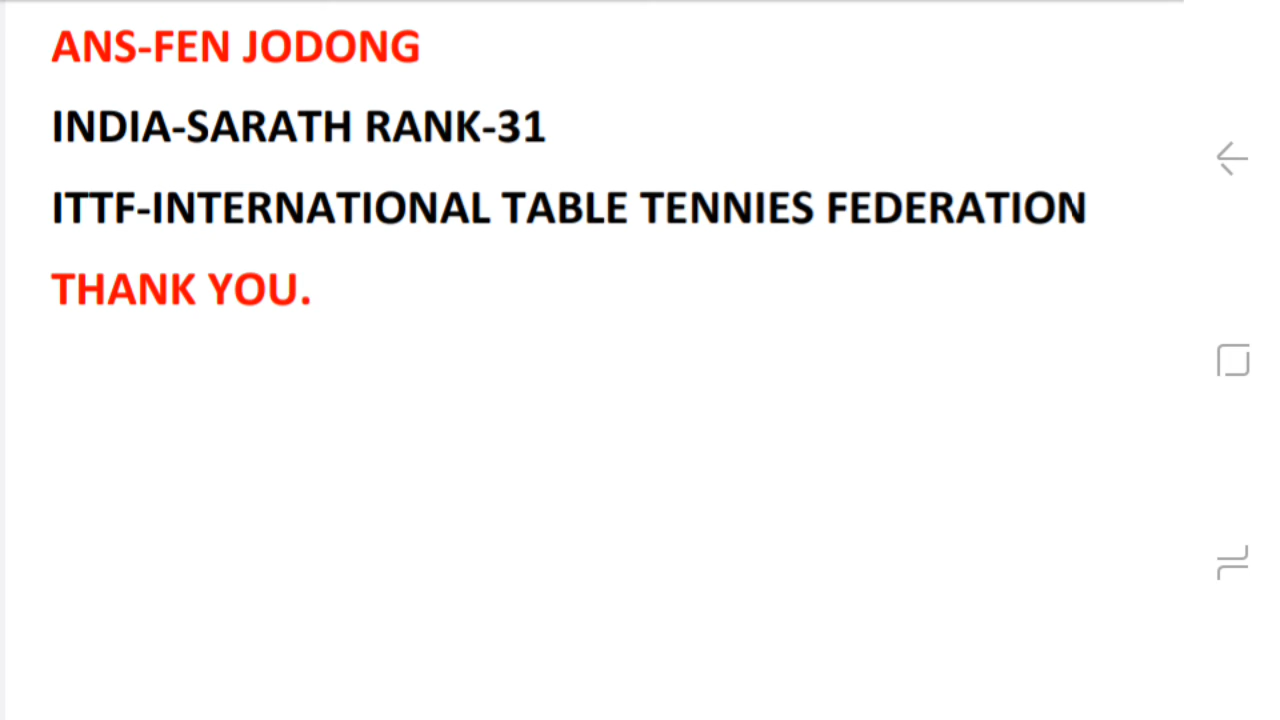 ANS-FEN JODONG
INDIA-SARATH RANK-31
ITTF-INTERNATIONAL TABLE TENNIES FEDERATION
THANK YOU.